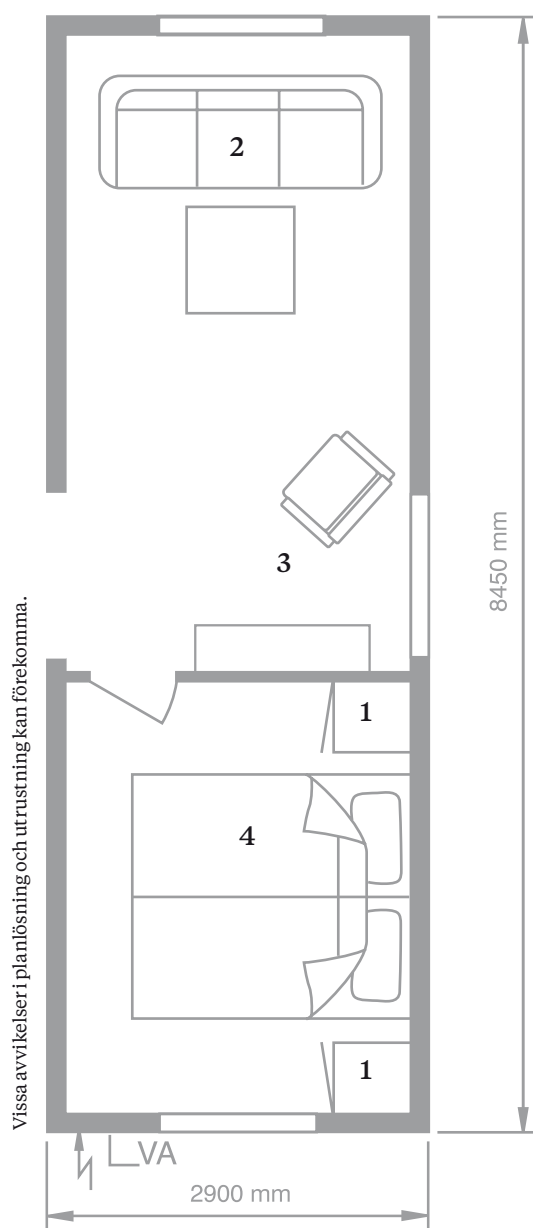 2
3
1
4
1
8450 mm
Vissa avvikelser i planlösning och utrustning kan förekomma.
VA
2900 mm